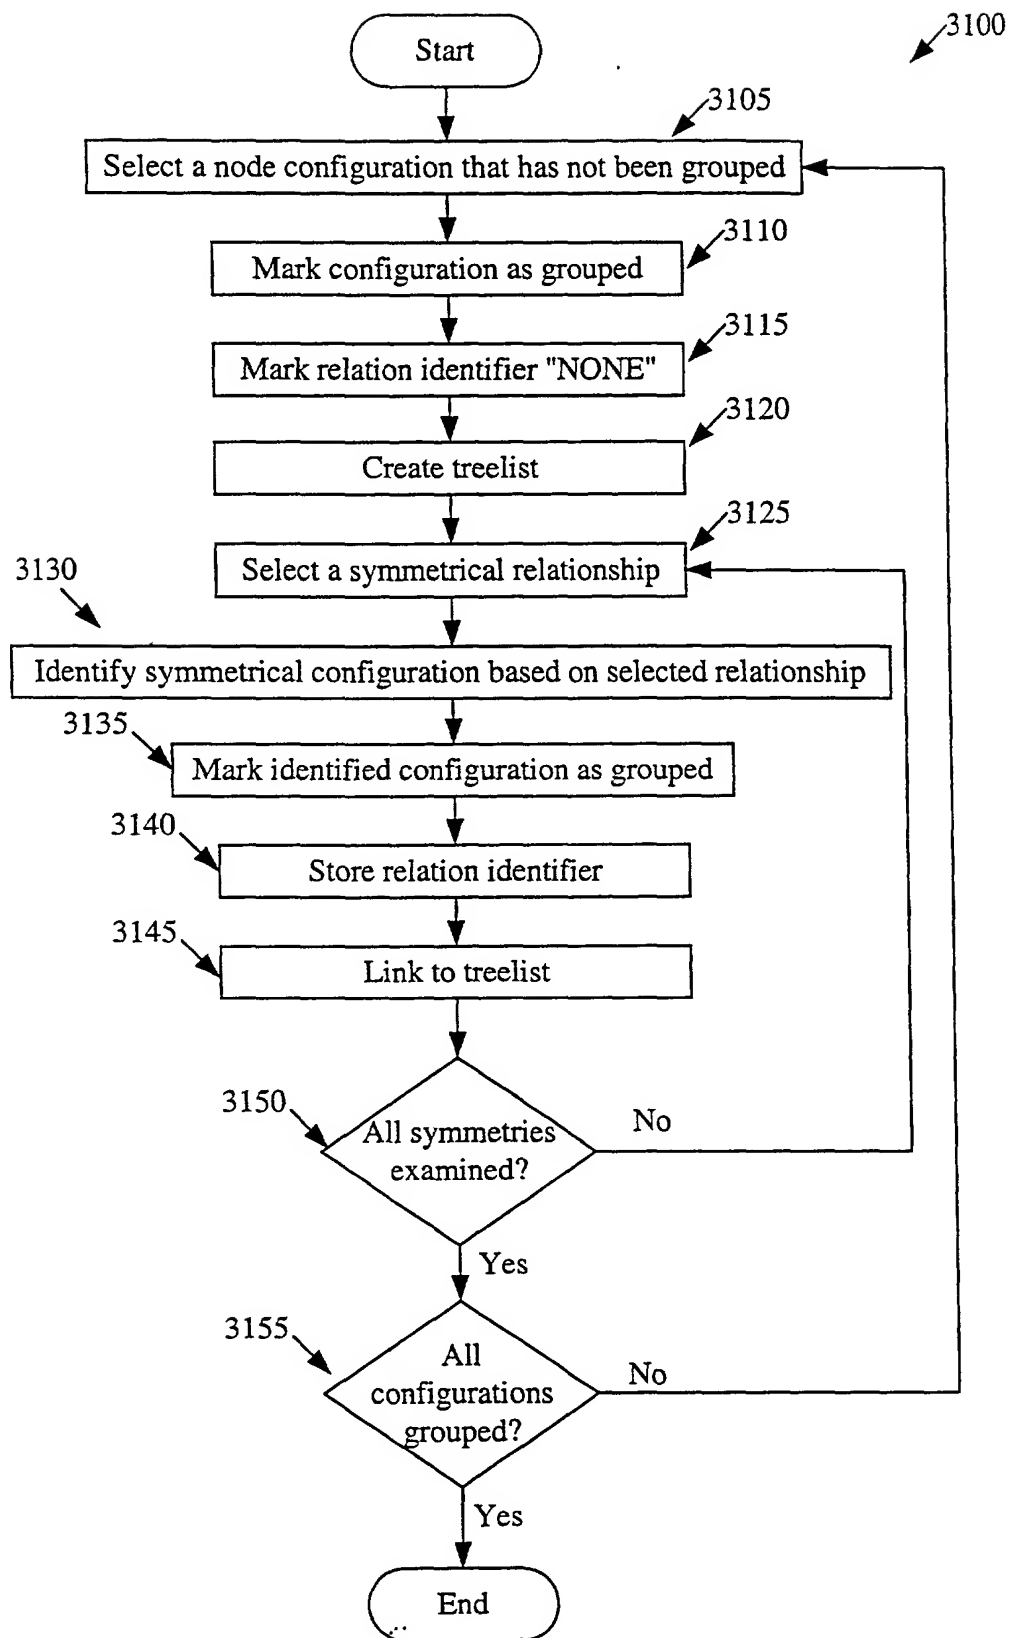 3100
Start
3105
Select a node configuration that has not been grouped
3110
Mark configuration as grouped
3115
Mark relation identifier "NONE"
3120
Create treelist
3125
Select a symmetrical relationship
3130
Identify symmetrical configuration based on selected relationship
3135
Mark identified configuration as grouped
3140
Store relation identifier
3145
Link to treelist
3150
All symmetries
examined?
No
Yes
3155
All
configurations
grouped?
No
Yes
End